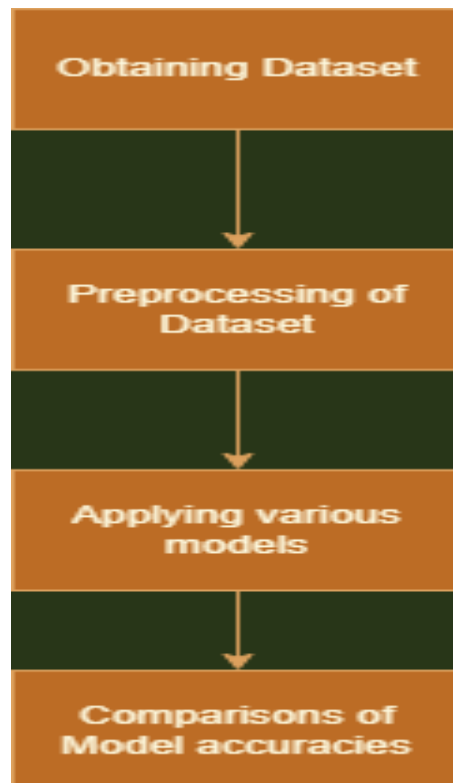 Obtaining Dataset
Preprocessing of
Dataset
Applying various
models
Comparisons of
Model accuracies